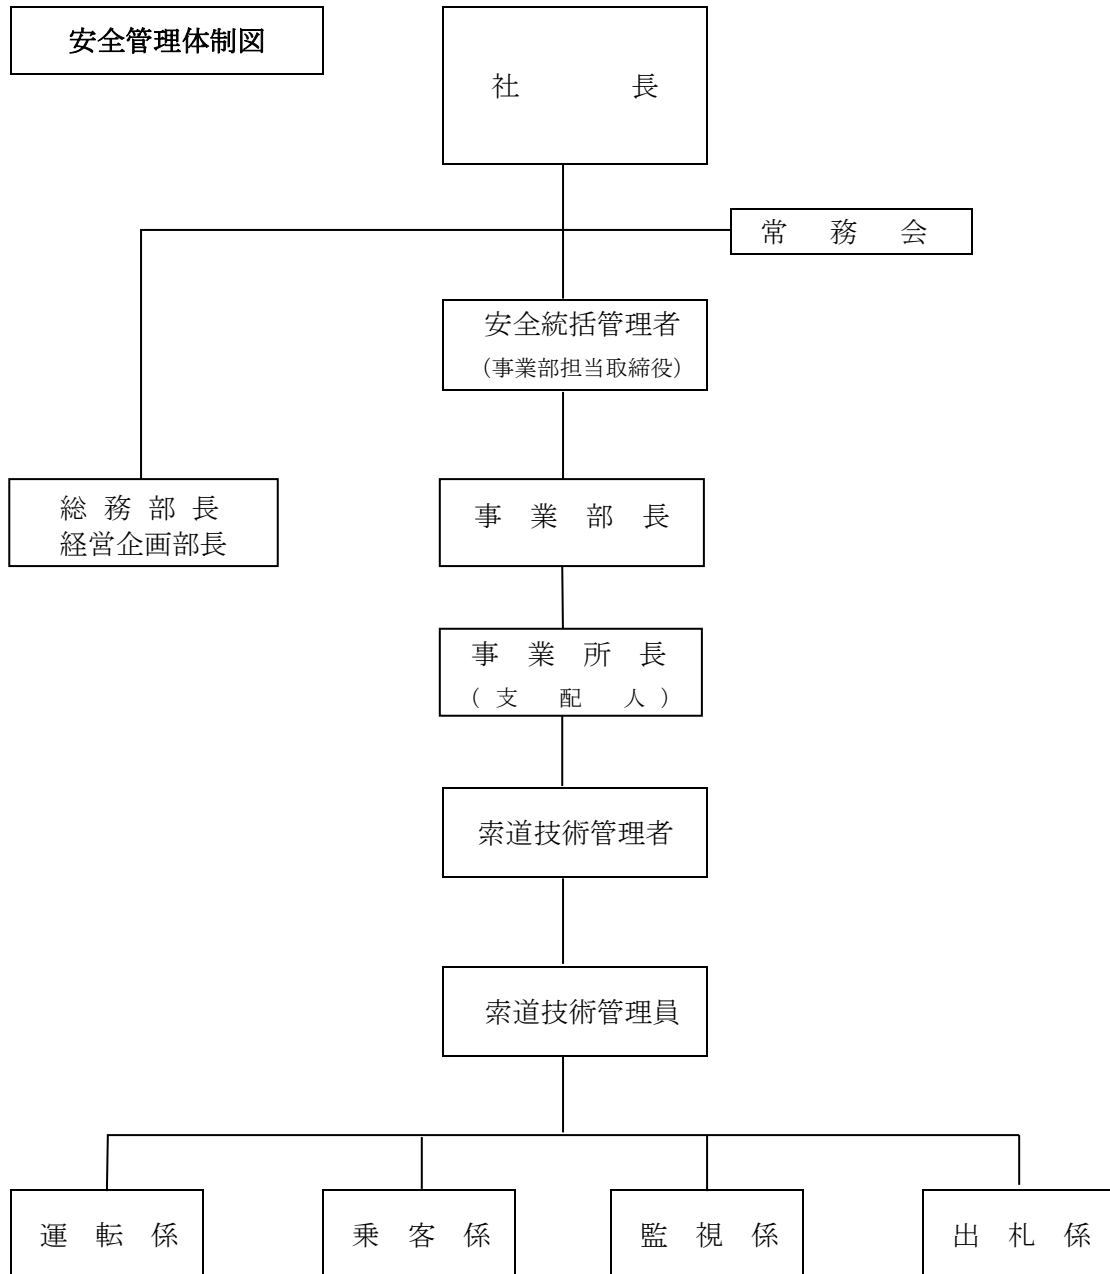 安全管理体制図
社　　　　長
常　務　会
安全統括管理者
（事業部担当取締役）
総 務 部 長
経営企画部長
事　業　部　長
事　業　所　長
（支　配　人）
索道技術管理者
索道技術管理員
運　転　係
乗　客　係
監　視　係
出　札　係